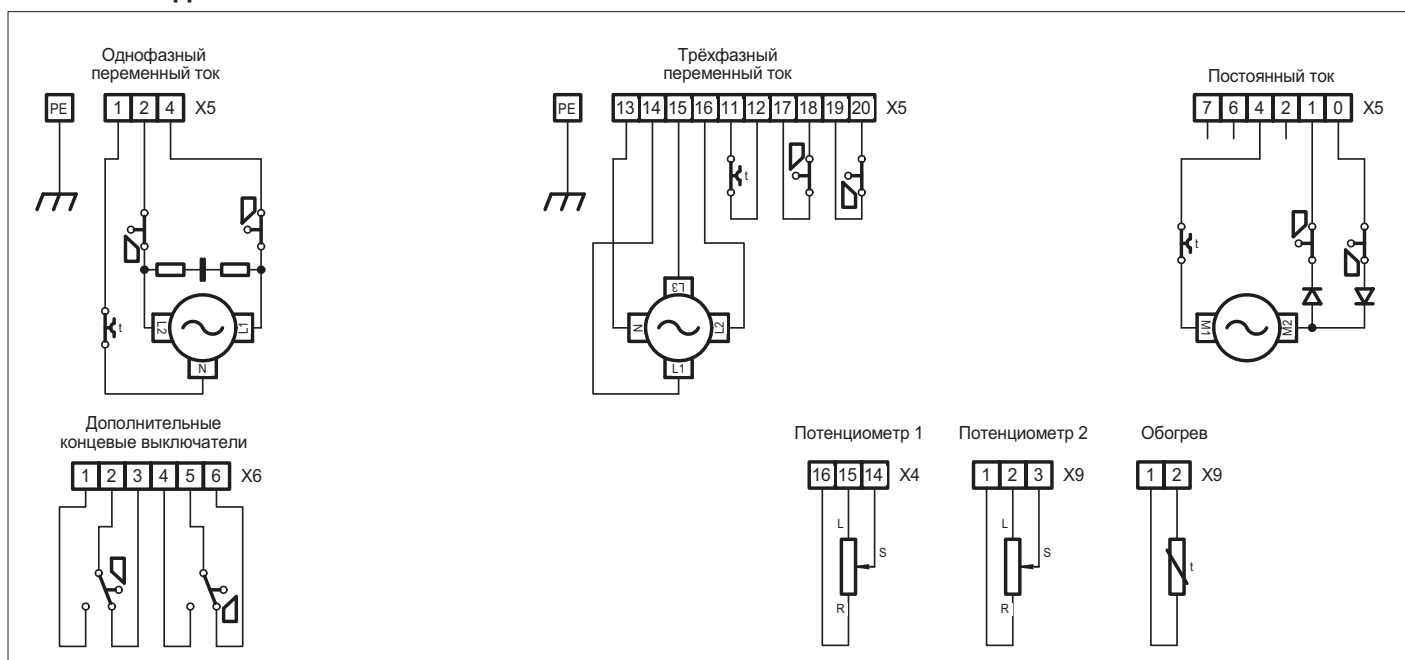 Однофазный
переменный ток
PE
1 2 4 X5
t
L2
L1
N
Трёхфазный
переменный ток
PE
13 14 15 16 11 12 17 18 19 20 X5
t
L3
N
L2
L1
Постоянный ток
7 6 4 2 1 0 X5
t
M1
M2
Дополнительные
концевые выключатели
1 2 3 4 5 6 X6
Потенциометр 1
16 15 14 X4
L
S
R
Потенциометр 2
1 2 3 X9
L
S
R
Обогрев
1 2 X9
t